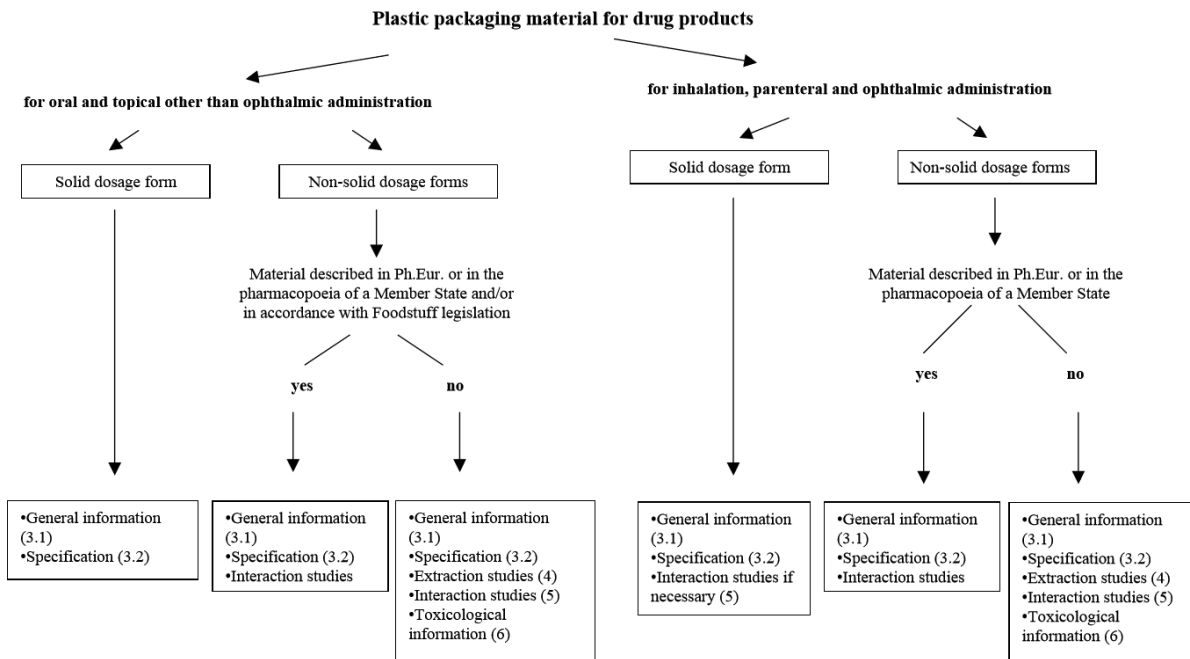 Plastic packaging material for drug products
for oral and topical other than ophthalmic administration
for inhalation, parenteral and ophthalmic administration
Solid dosage form
Non-solid dosage forms
Solid dosage form
Non-solid dosage forms
Material described in Ph.Eur. or in the
pharmacopoeia of a Member State and/or
in accordance with Foodstuff legislation
Material described in Ph.Eur. or in the
pharmacopoeia of a Member State
yes
no
yes
no
•General information
(3.1)
•Specification (3.2)
•General information
(3.1)
•Specification (3.2)
•Interaction studies
•General information
(3.1)
•Specification (3.2)
•Extraction studies (4)
•Interaction studies (5)
•Toxicological
information (6)
•General information
(3.1)
•Specification (3.2)
•Interaction studies if
necessary (5)
•General information
(3.1)
•Specification (3.2)
•Interaction studies
•General information
(3.1)
•Specification (3.2)
•Extraction studies (4)
•Interaction studies (5)
•Toxicological
information (6)